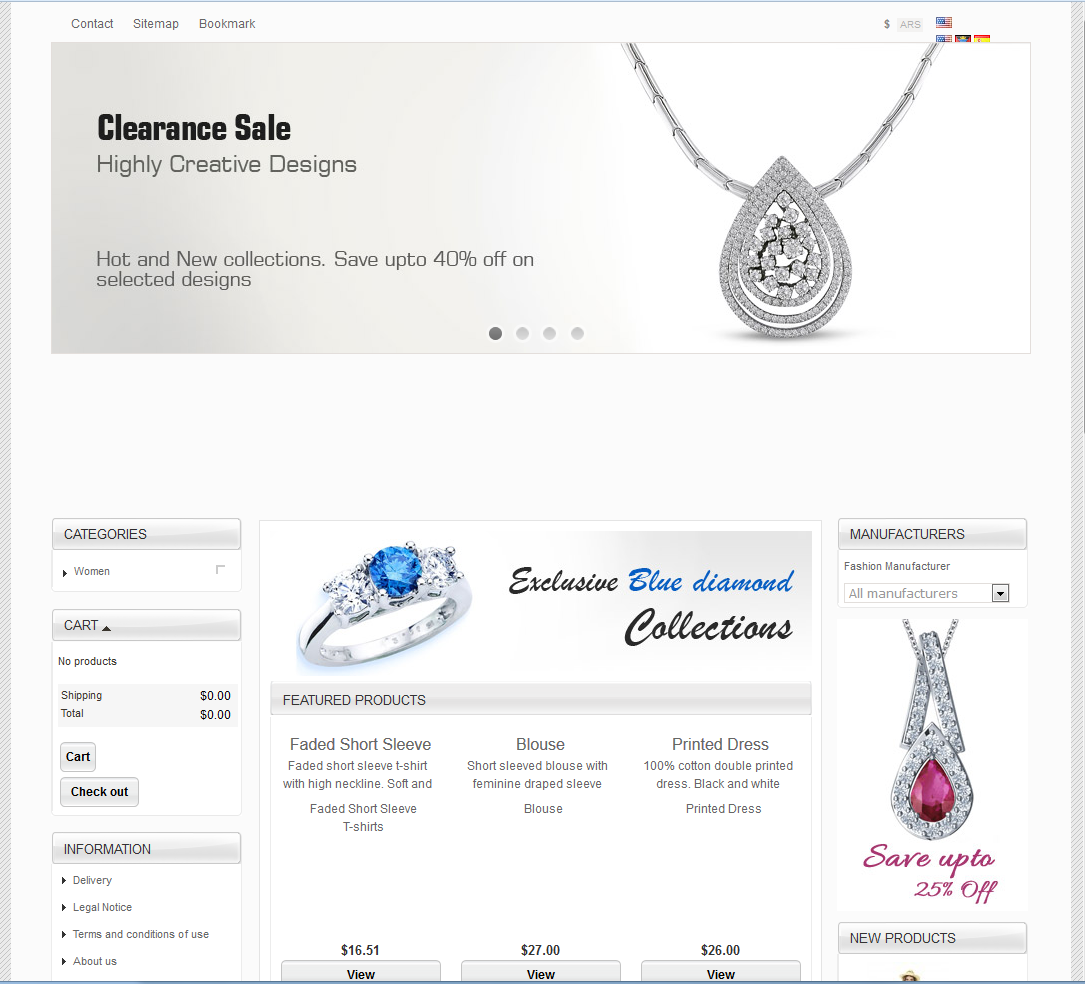 Contact Sitemap Bookmark
$ ARS
Clearance Sale
Highly Creative Designs
Hot and New collections. Save upto 40% off on
selected designs
CATEGORIES
Women
CART
No products
Shipping $0.00
Total $0.00
Cart
Check out
INFORMATION
Delivery
Legal Notice
Terms and conditions of use
About us
Exclusive Blue diamond
Collections
FEATURED PRODUCTS
Faded Short Sleeve
Faded short sleeve t-shirt
with high neckline. Soft and
Faded Short Sleeve
T-shirts
$16.51
View
Blouse
Short sleeved blouse with
feminine draped sleeve
Blouse
$27.00
View
Printed Dress
100% cotton double printed
dress. Black and white
Printed Dress
$26.00
View
MANUFACTURERS
Fashion Manufacturer
All manufacturers
Save upto
25% Off
NEW PRODUCTS